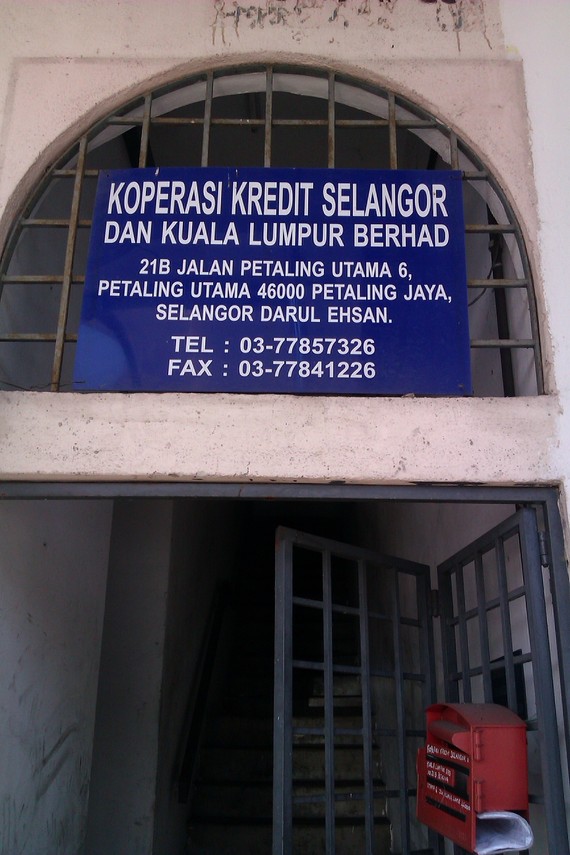 KOPERASI KREDIT SELANGOR
DAN KUALA LUMPUR BERHAD
21B JALAN PETALING UTAMA 6,
PETALING UTAMA 46000 PETALING JAYA,
SELANGOR DARUL EHSAN.
TEL : 03-77857326
FAX : 03-77841226